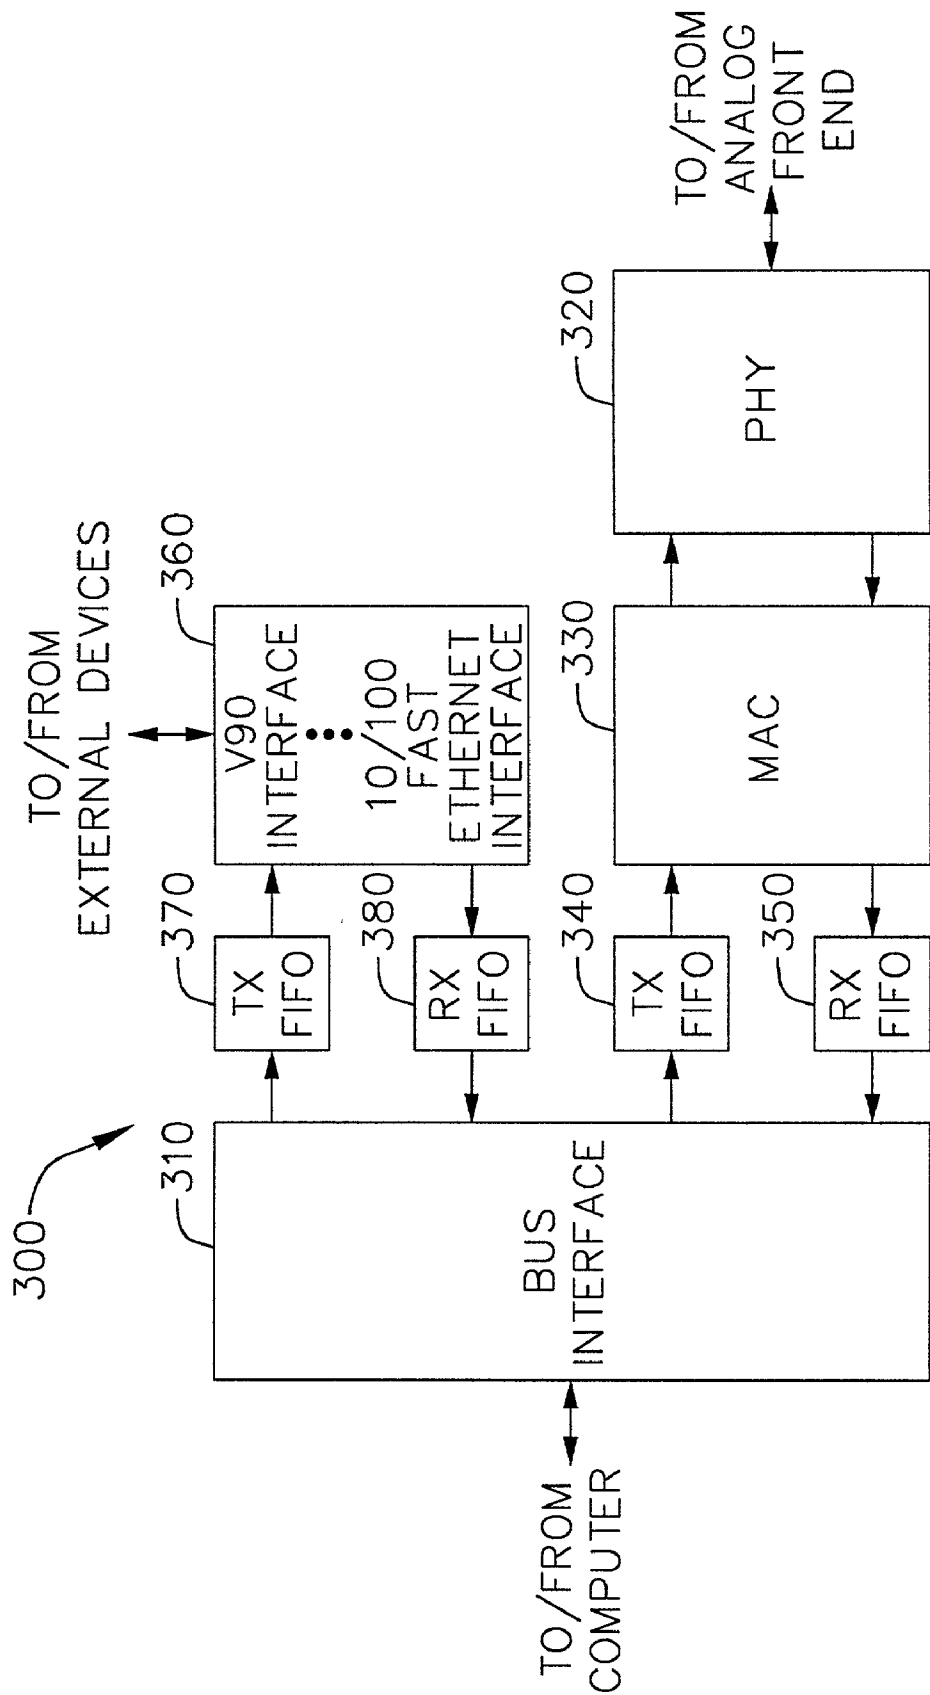 300
TO/FROM
EXTERNAL DEVICES
310
370
360
TX
FIFO
V90
INTERFACE
10/100
FAST
ETHERNET
INTERFACE
380
RX
FIFO
TO/FROM
COMPUTER
BUS
INTERFACE
340
330
320
TX
FIFO
MAC
PHY
TO/FROM
ANALOG
FRONT
END
350
RX
FIFO